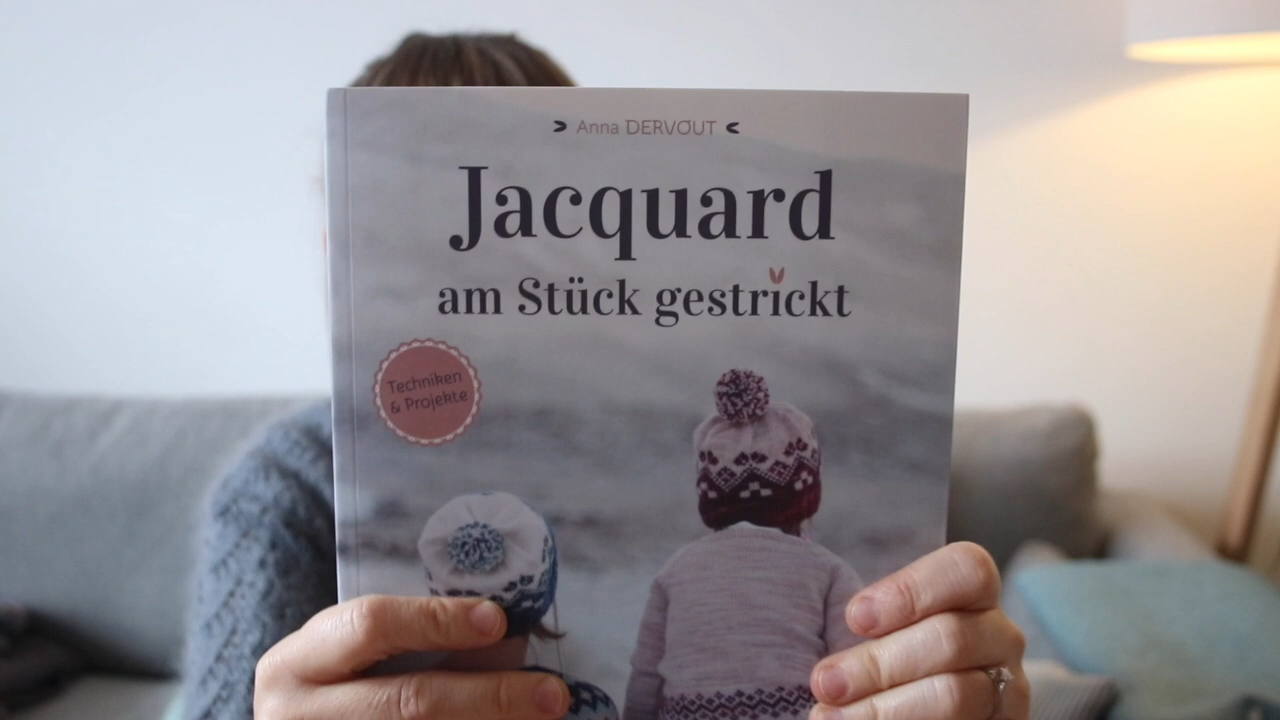 Anna DERVOUT
Jacquard
am Stück gestrickt
Techniken
& Projekte